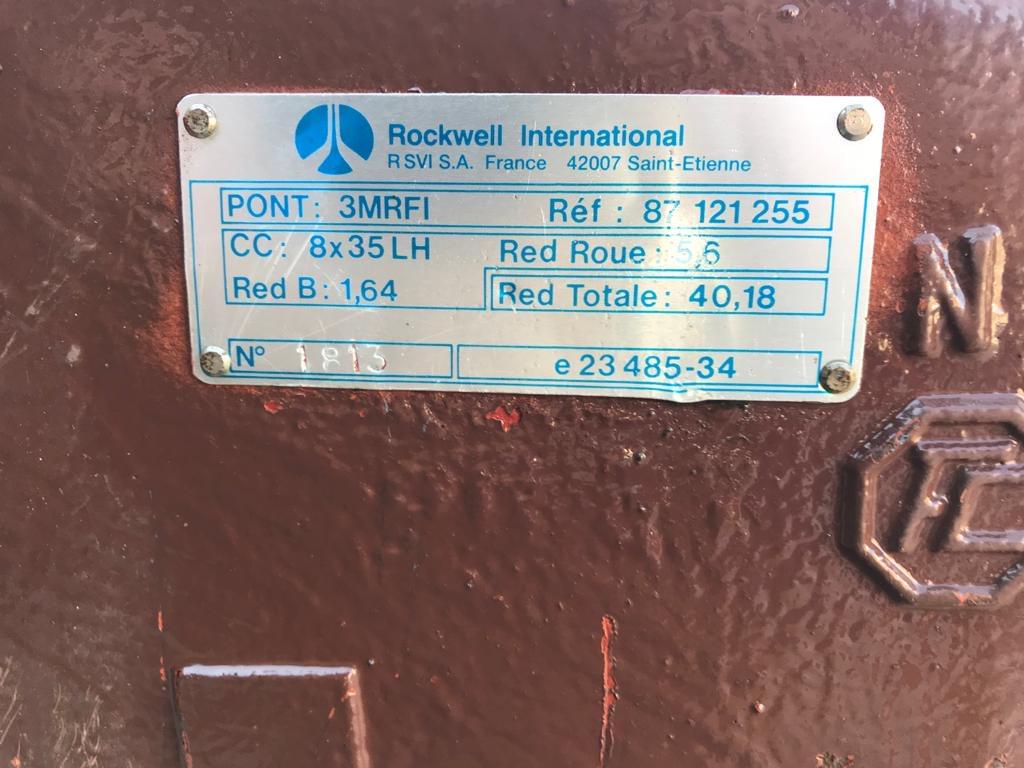 Rockwell International
R SVI S.A. France 42007 Saint-Etienne
PONT: 3MRFI Réf : 87 121 255
CC: 8x35 LH Red Roue: 5,6
Red B: 1,64 Red Totale: 40,18
N° 1813 e 23 485-34
N